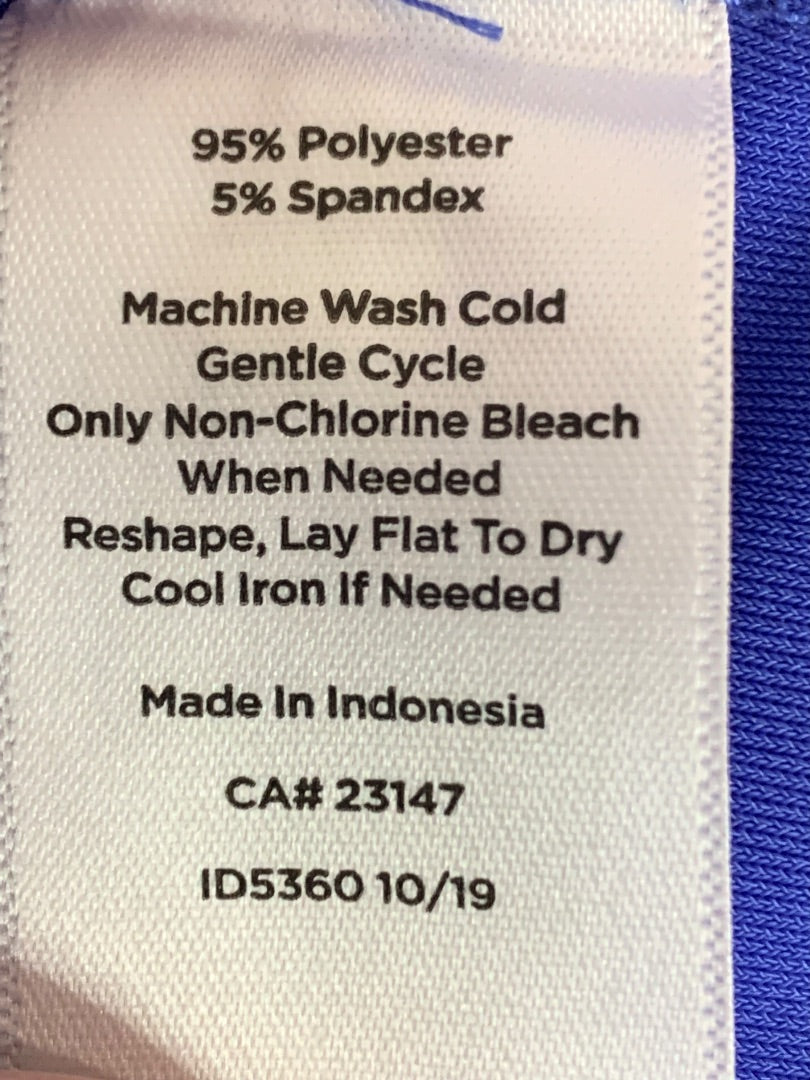 95% Polyester
5% Spandex
Machine Wash Cold
Gentle Cycle
Only Non-Chlorine Bleach
When Needed
Reshape, Lay Flat To Dry
Cool Iron If Needed
Made In Indonesia
CA# 23147
ID5360 10/19